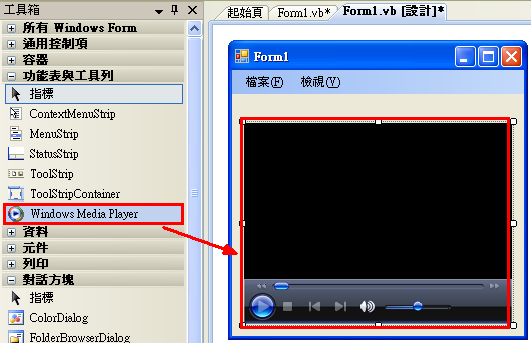 工具箱
所有 Windows Form
通用控制項
容器
功能表與工具列
指標
ContextMenuStrip
MenuStrip
StatusStrip
ToolStrip
ToolStripContainer
Windows Media Player
資料
元件
列印
對話方塊
指標
ColorDialog
FolderBrowserDialog
起始頁 Form1.vb* Form1.vb [設計]*
Form1
檔案(F) 檢視(V)